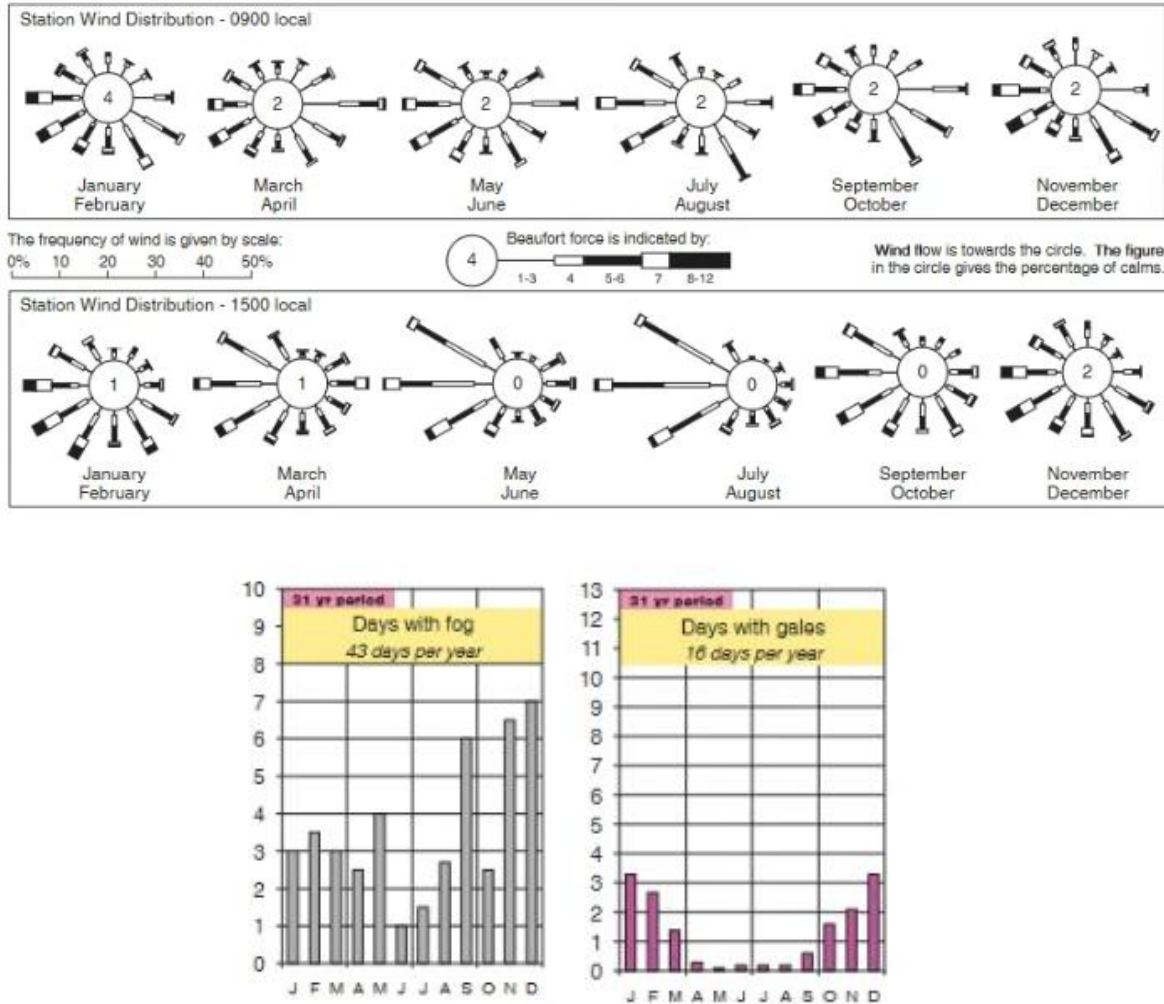 Station Wind Distribution - 0900 local
4 2 2 2 2 2
January March May July September November
February April June August October December
The frequency of wind is given by scale:
0% 10 20 30 40 50%
4
Beaufort force is indicated by:
1-3 4 5-6 7 8-12
Wind flow is towards the circle. The figure
in the circle gives the percentage of calms.
Station Wind Distribution - 1500 local
1 1 0 0 0 2
January March May July September November
February April June August October December
31 yr period
Days with fog
43 days per year
10
9
8
7
6
5
4
3
2
1
0
J F M A M J J A S O N D
31 yr period
Days with gales
16 days per year
13
12
11
10
9
8
7
6
5
4
3
2
1
0
J F M A M J J A S O N D